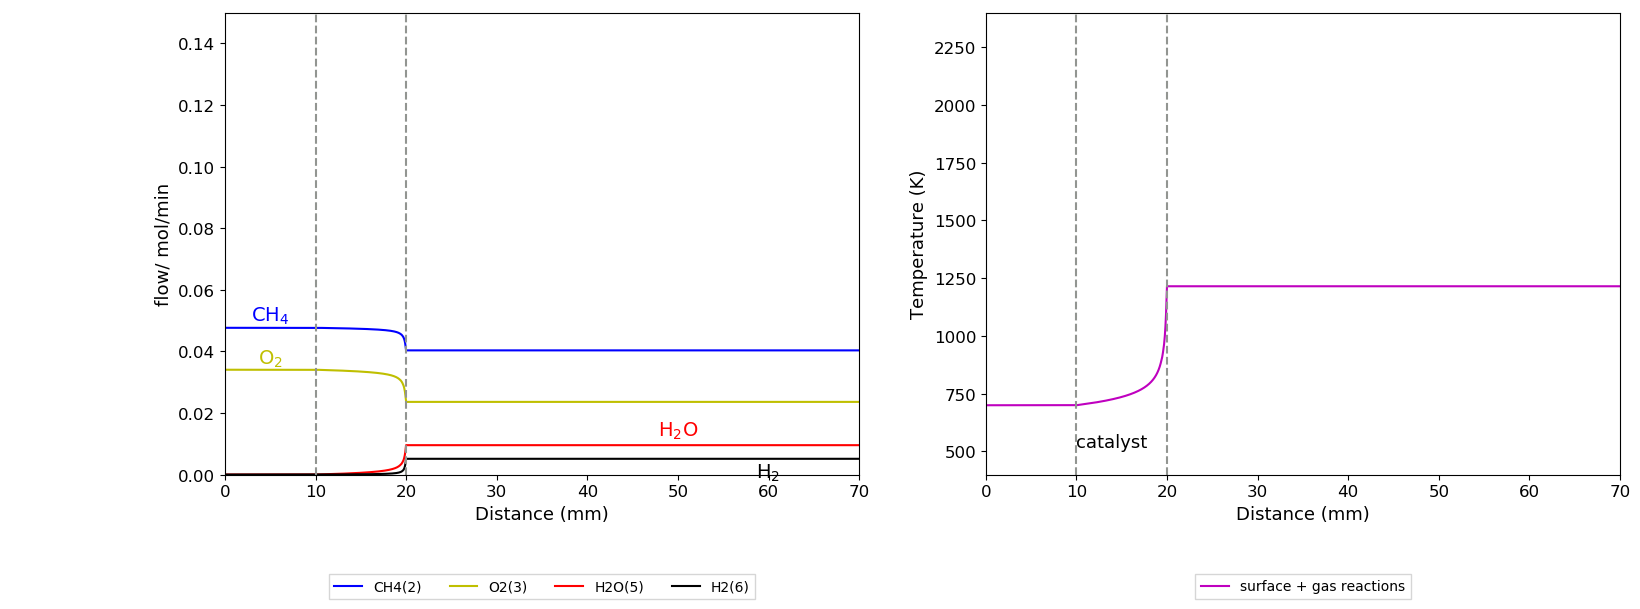 0.14
0.12
0.10
0.08
0.06
0.04
0.02
0.00
flow/ mol/min
CH4
O2
H2O
H2
0 10 20 30 40 50 60 70
Distance (mm)
CH4(2) O2(3) H2O(5) H2(6)
2250
2000
1750
1500
1250
1000
750
500
Temperature (K)
catalyst
0 10 20 30 40 50 60 70
Distance (mm)
surface + gas reactions